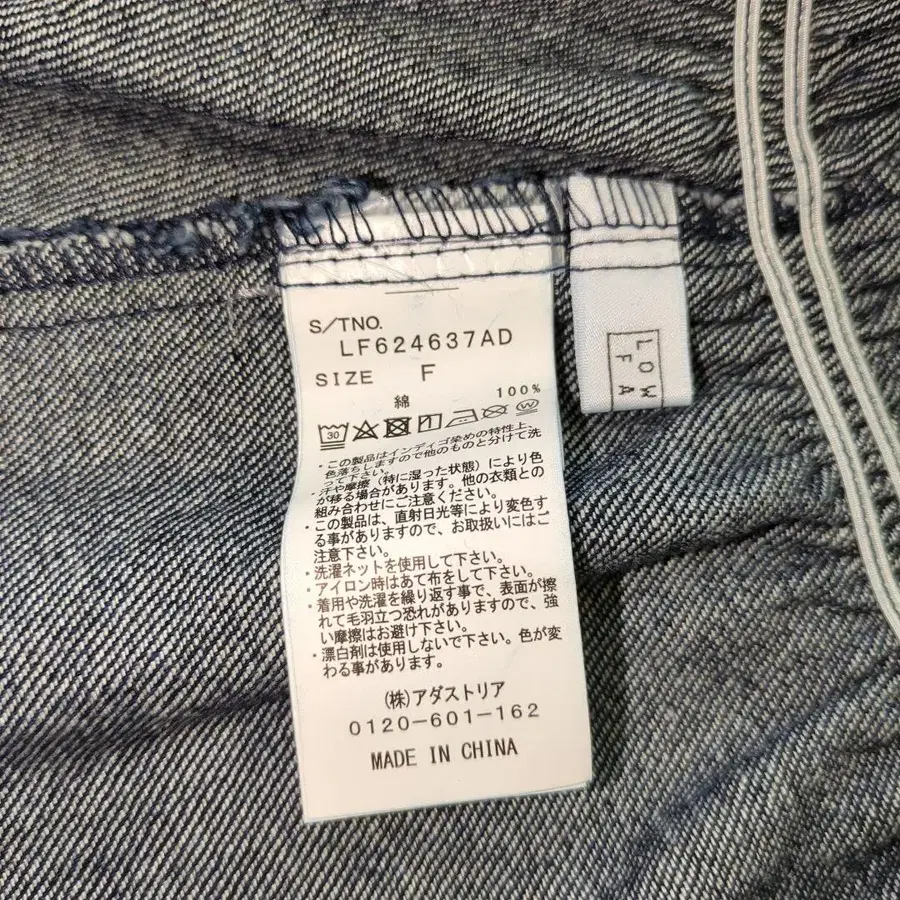 S/TNO.
LF624637AD
SIZE F
綿 100%
30
・この製品はインディゴ染めの特性上、
色落ちしますので他のものと分けて洗
って下さい。
・汗や摩擦（特に湿った状態）により色
が移る場合があります。他の衣類との
組み合わせにご注意ください。
・この製品は、直射日光等により変色す
る事がありますので、お取扱いにはご
注意下さい。
・洗濯ネットを使用して下さい。
・アイロン時はあて布をして下さい。
・着用や洗濯を繰り返す事で、表面が擦
れて毛羽立つ恐れがありますので、強
い摩擦はお避け下さい。
・漂白剤は使用しないで下さい。色が変
わる事があります。
(株)アダストリア
0120-601-162
MADE IN CHINA
LOW
FA